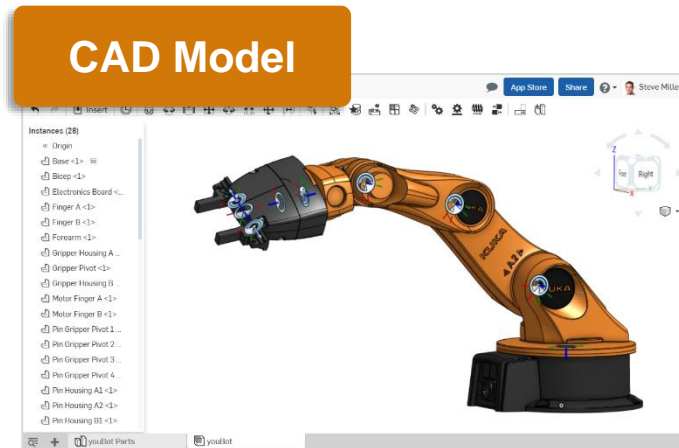 CAD Model
App Store
Share
Steve Mille
Insert
Instances (28)
Origin
Base <1>
Bicep <1>
Electronics Board <...
Finger A <1>
Finger B <1>
Forearm <1>
Gripper Housing A ...
Gripper Pivot <1>
Gripper Housing B ...
Motor Finger A <1>
Motor Finger B <1>
Pin Gripper Pivot 1 ...
Pin Gripper Pivot 2 ...
Pin Gripper Pivot 3 ...
Pin Gripper Pivot 4 ...
Pin Housing A1 <1>
Pin Housing A2 <1>
Pin Housing B1 <1>
Z
Right
X
KUKA
A2
UKA
youBot Parts
youBot